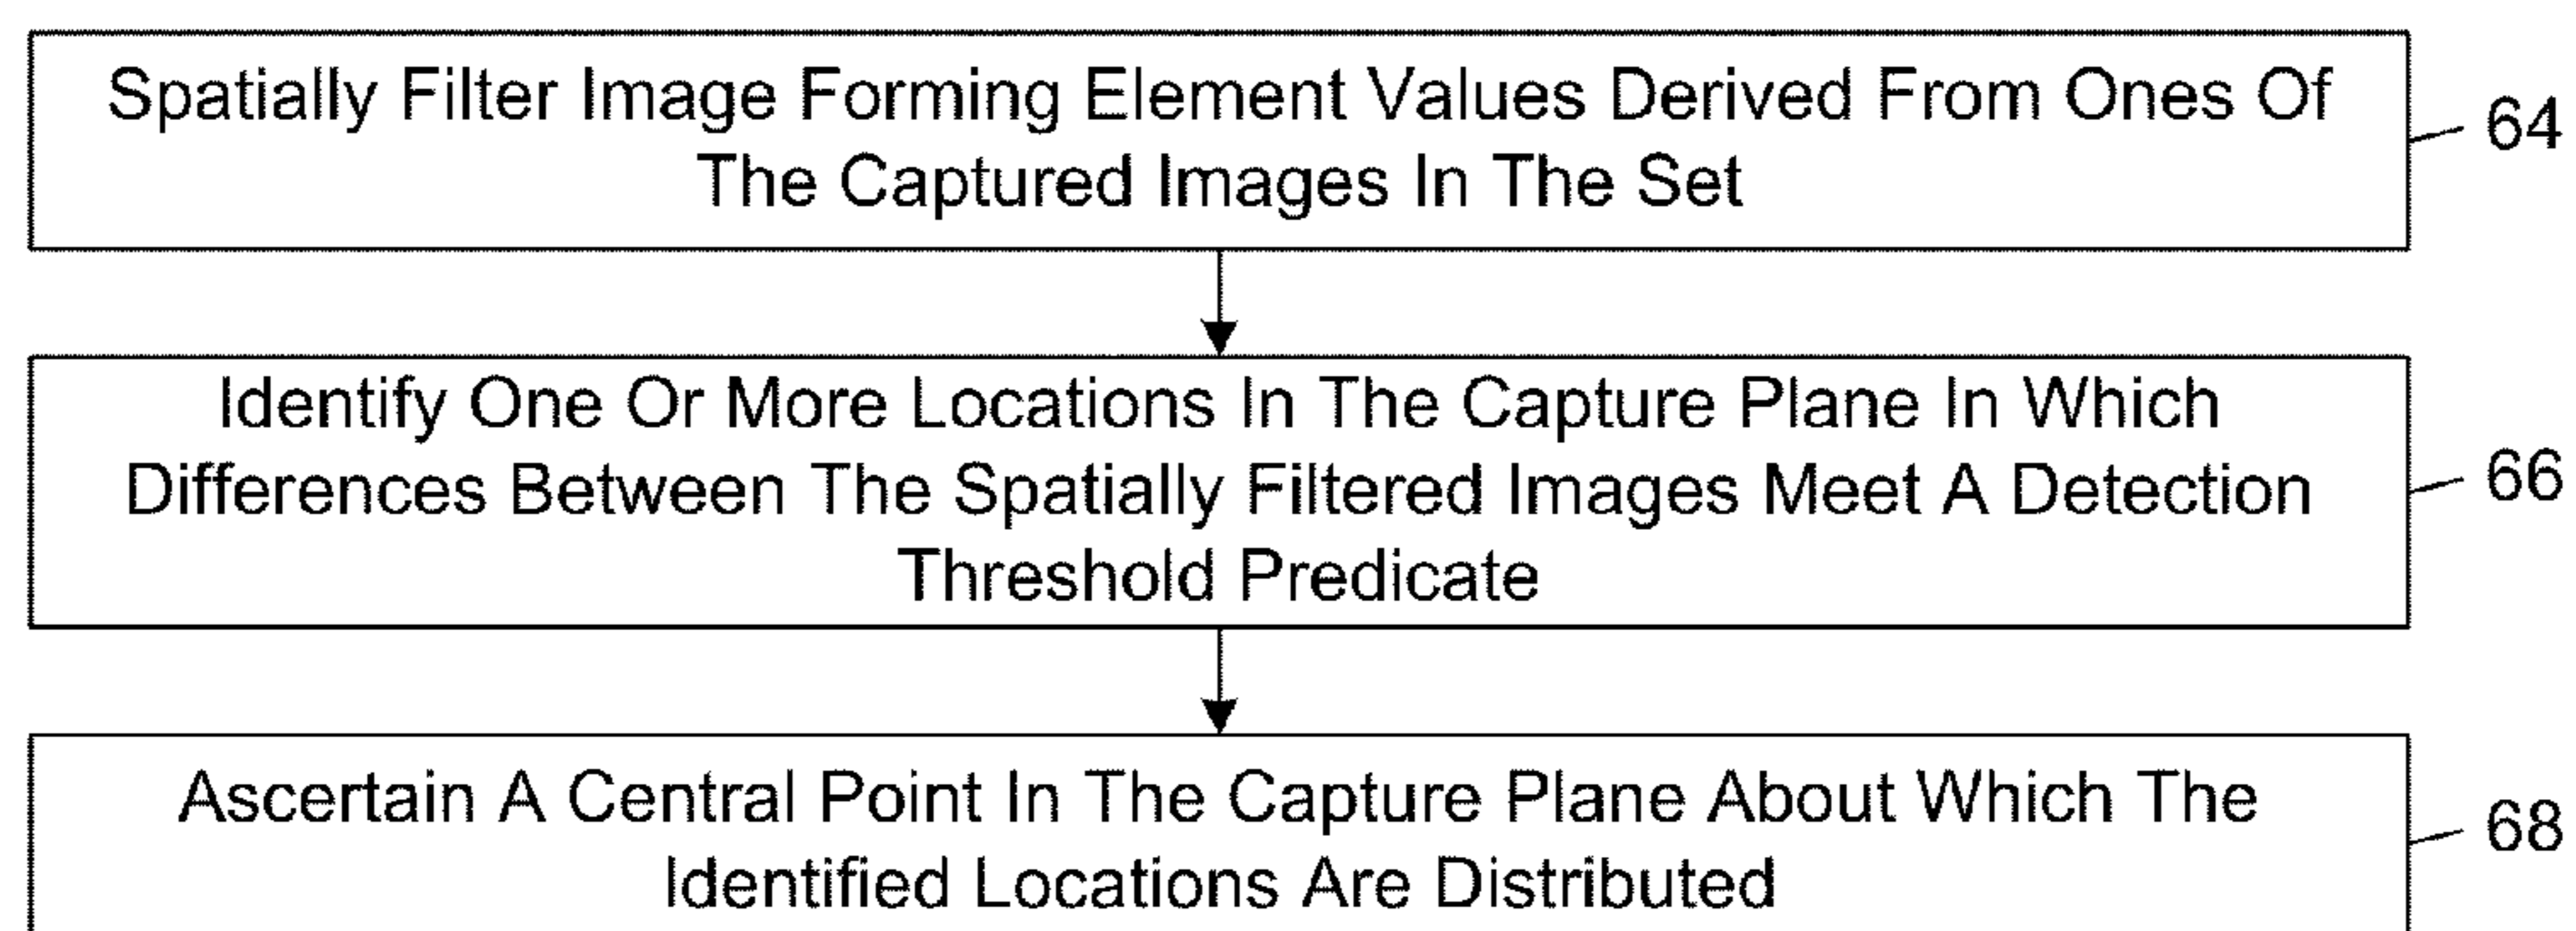 Spatially Filter Image Forming Element Values Derived From Ones Of
The Captured Images In The Set
64
Identify One Or More Locations In The Capture Plane In Which
Differences Between The Spatially Filtered Images Meet A Detection
Threshold Predicate
66
Ascertain A Central Point In The Capture Plane About Which The
Identified Locations Are Distributed
68